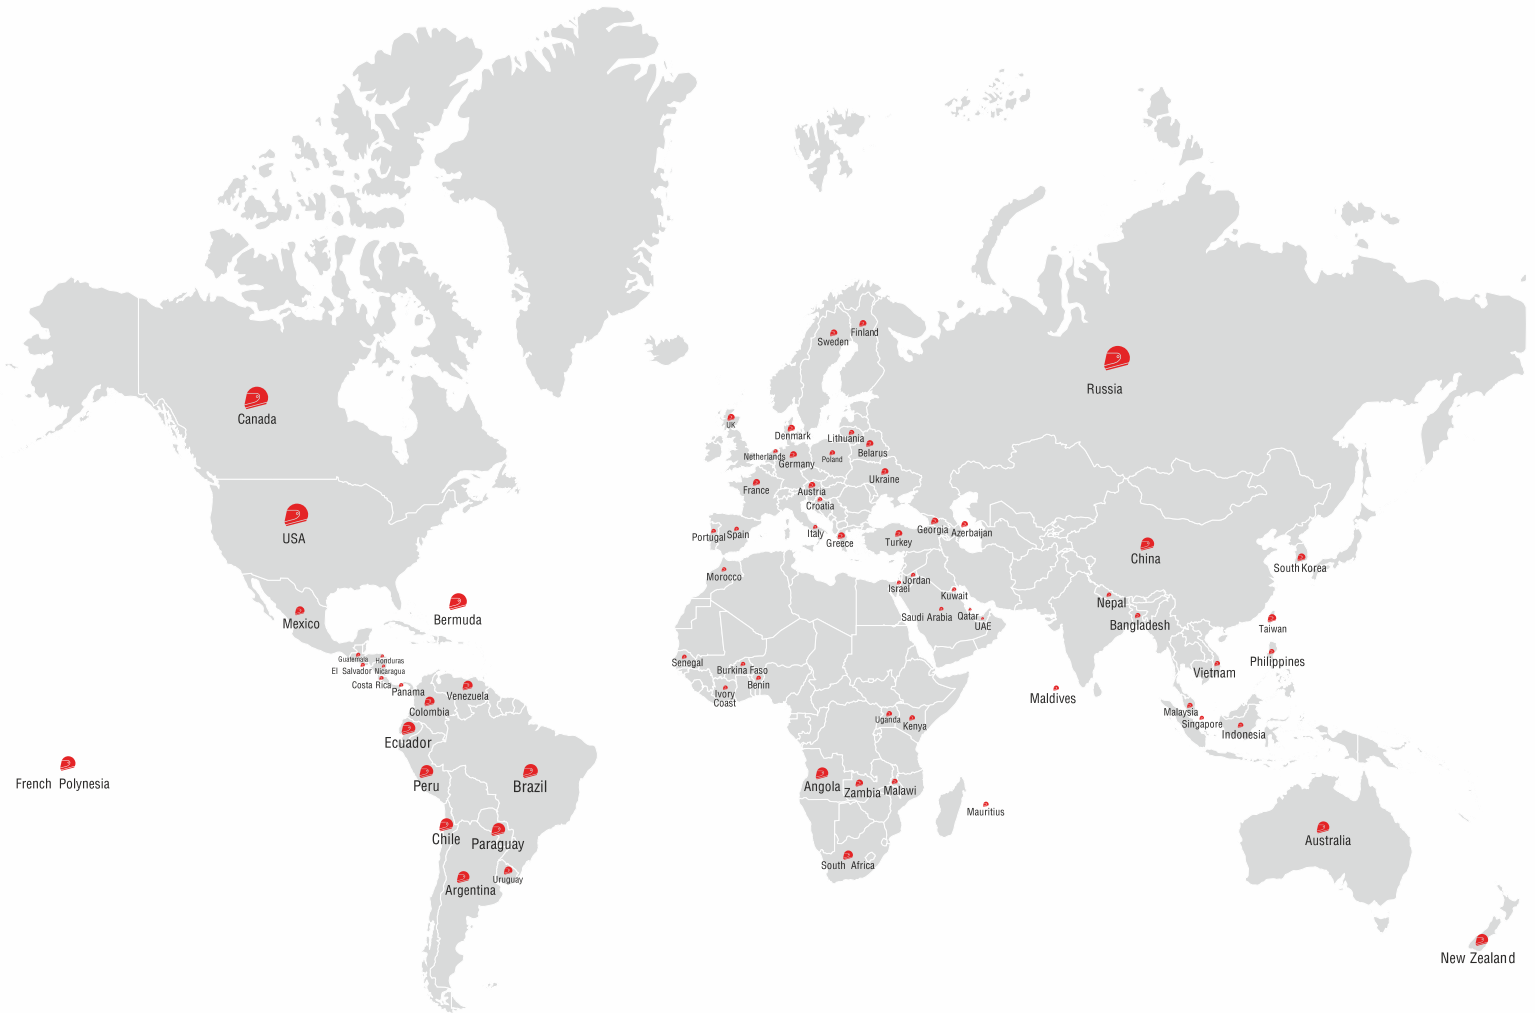 Finland
Sweden
Russia
Canada
UK
Denmark
Lithuania
Belarus
Netherlands
Germany
Poland
Ukraine
France
Austria
Croatia
USA
Portugal
Spain
Italy
Greece
Turkey
Georgia
Azerbaijan
China
South Korea
Morocco
Israel
Jordan
Kuwait
Saudi Arabia
Qatar
UAE
Nepal
Bangladesh
Taiwan
Mexico
Bermuda
Guatemala
Honduras
El Salvador
Nicaragua
Costa Rica
Panama
Venezuela
Colombia
Senegal
Burkina Faso
Benin
Ivory
Coast
Maldives
Vietnam
Philippines
Malaysia
Singapore
Indonesia
Uganda
Kenya
Ecuador
French Polynesia
Peru
Brazil
Angola
Zambia
Malawi
Mauritius
Chile
Paraguay
Australia
South Africa
Uruguay
Argentina
New Zealand